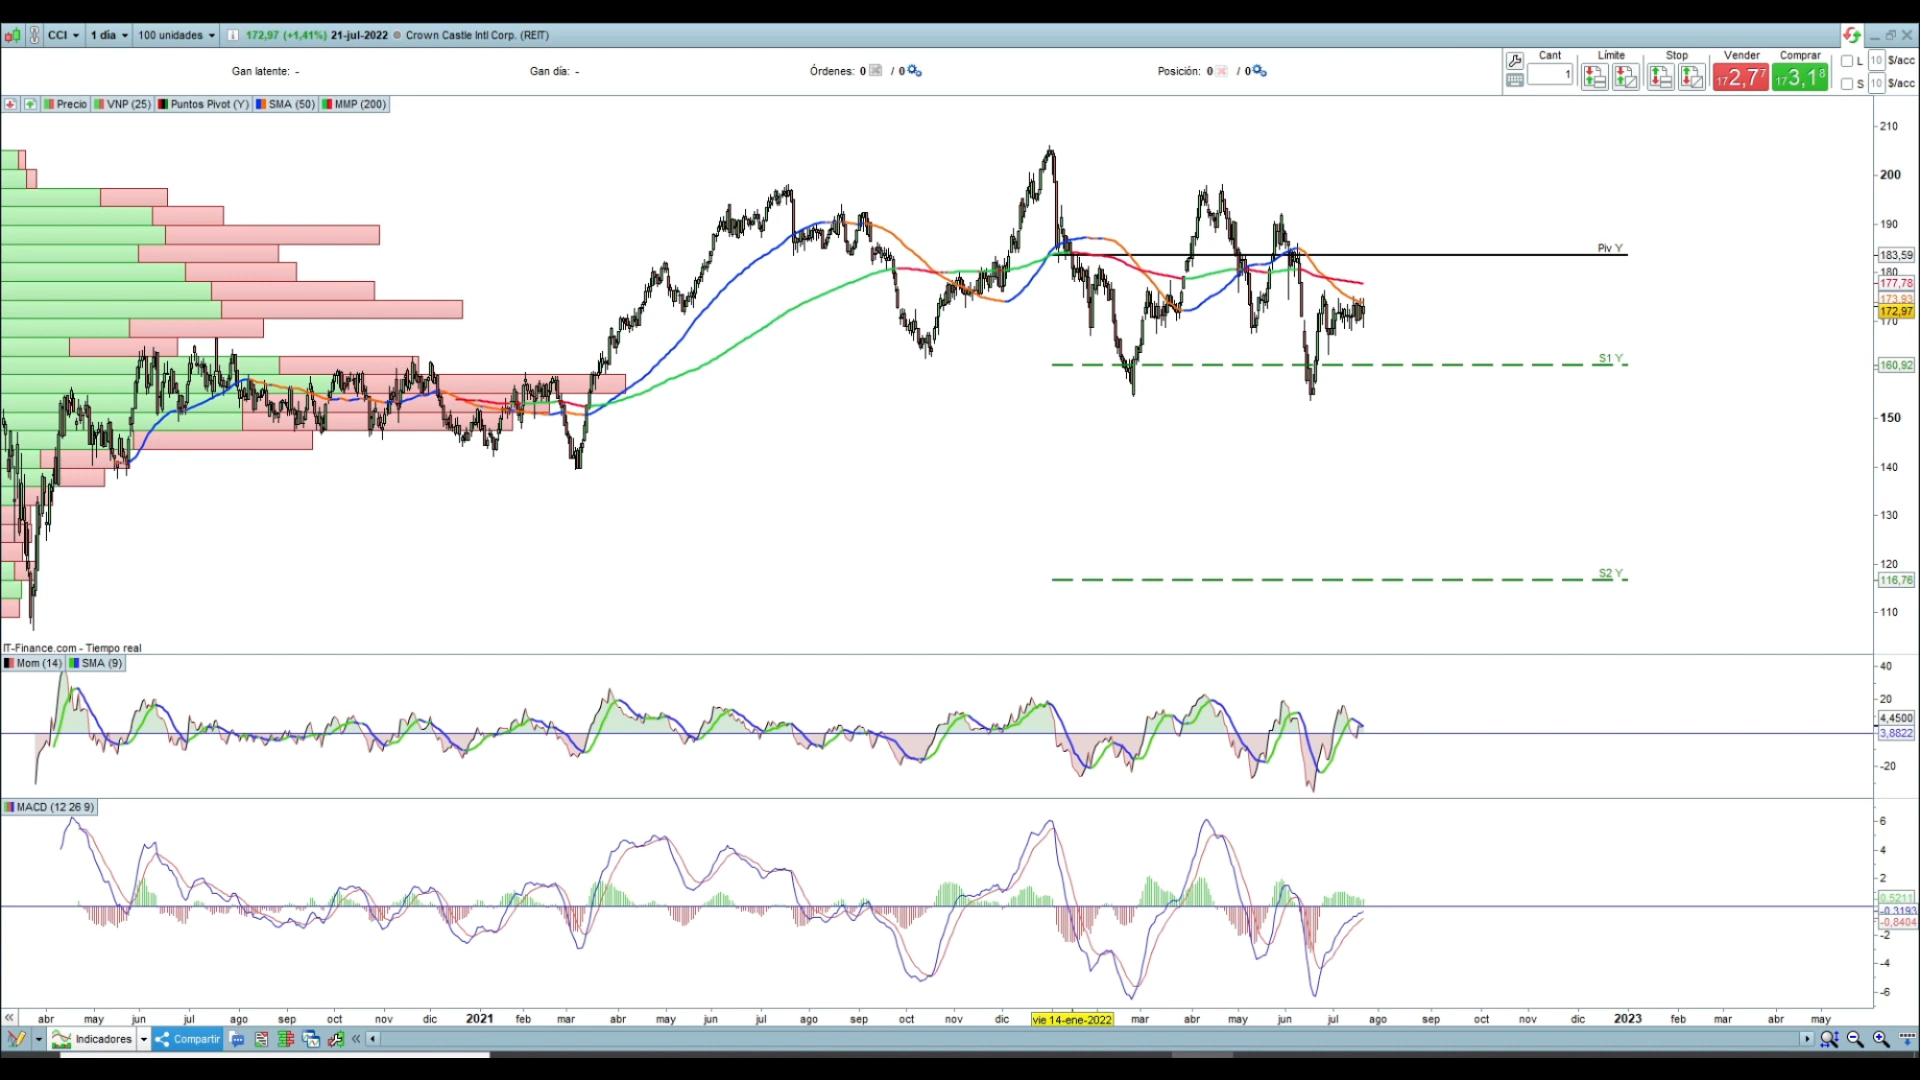 CCI 1 día 100 unidades 172,97 (+1,41%) 21-jul-2022 Crown Castle Intl Corp. (REIT)
Gan latente: - Gan día: - Órdenes: 0 / 0 Posición: 0 / 0
Cant Límite Stop Vender Comprar L 10 $/acc
1 172,77 173,18 S 10 $/acc
Precio VNP (25) Puntos Pivot (Y) SMA (50) MMP (200)
210
200
190
Piv Y
183,59
180
177,78
173,93
172,97
170
S1 Y
160,92
150
140
130
120
S2 Y
116,76
110
IT-Finance.com - Tiempo real
Mom (14) SMA (9)
40
20
4,4500
3,8822
-20
MACD (12 26 9)
6
4
2
0,5211
-0,3193
-0,8404
-2
-4
-6
abr may jun jul ago sep oct nov dic 2021 feb mar abr may jun jul ago sep oct nov dic vie 14-ene-2022 mar abr may jun jul ago sep oct nov dic 2023 feb mar abr may
Indicadores Compartir